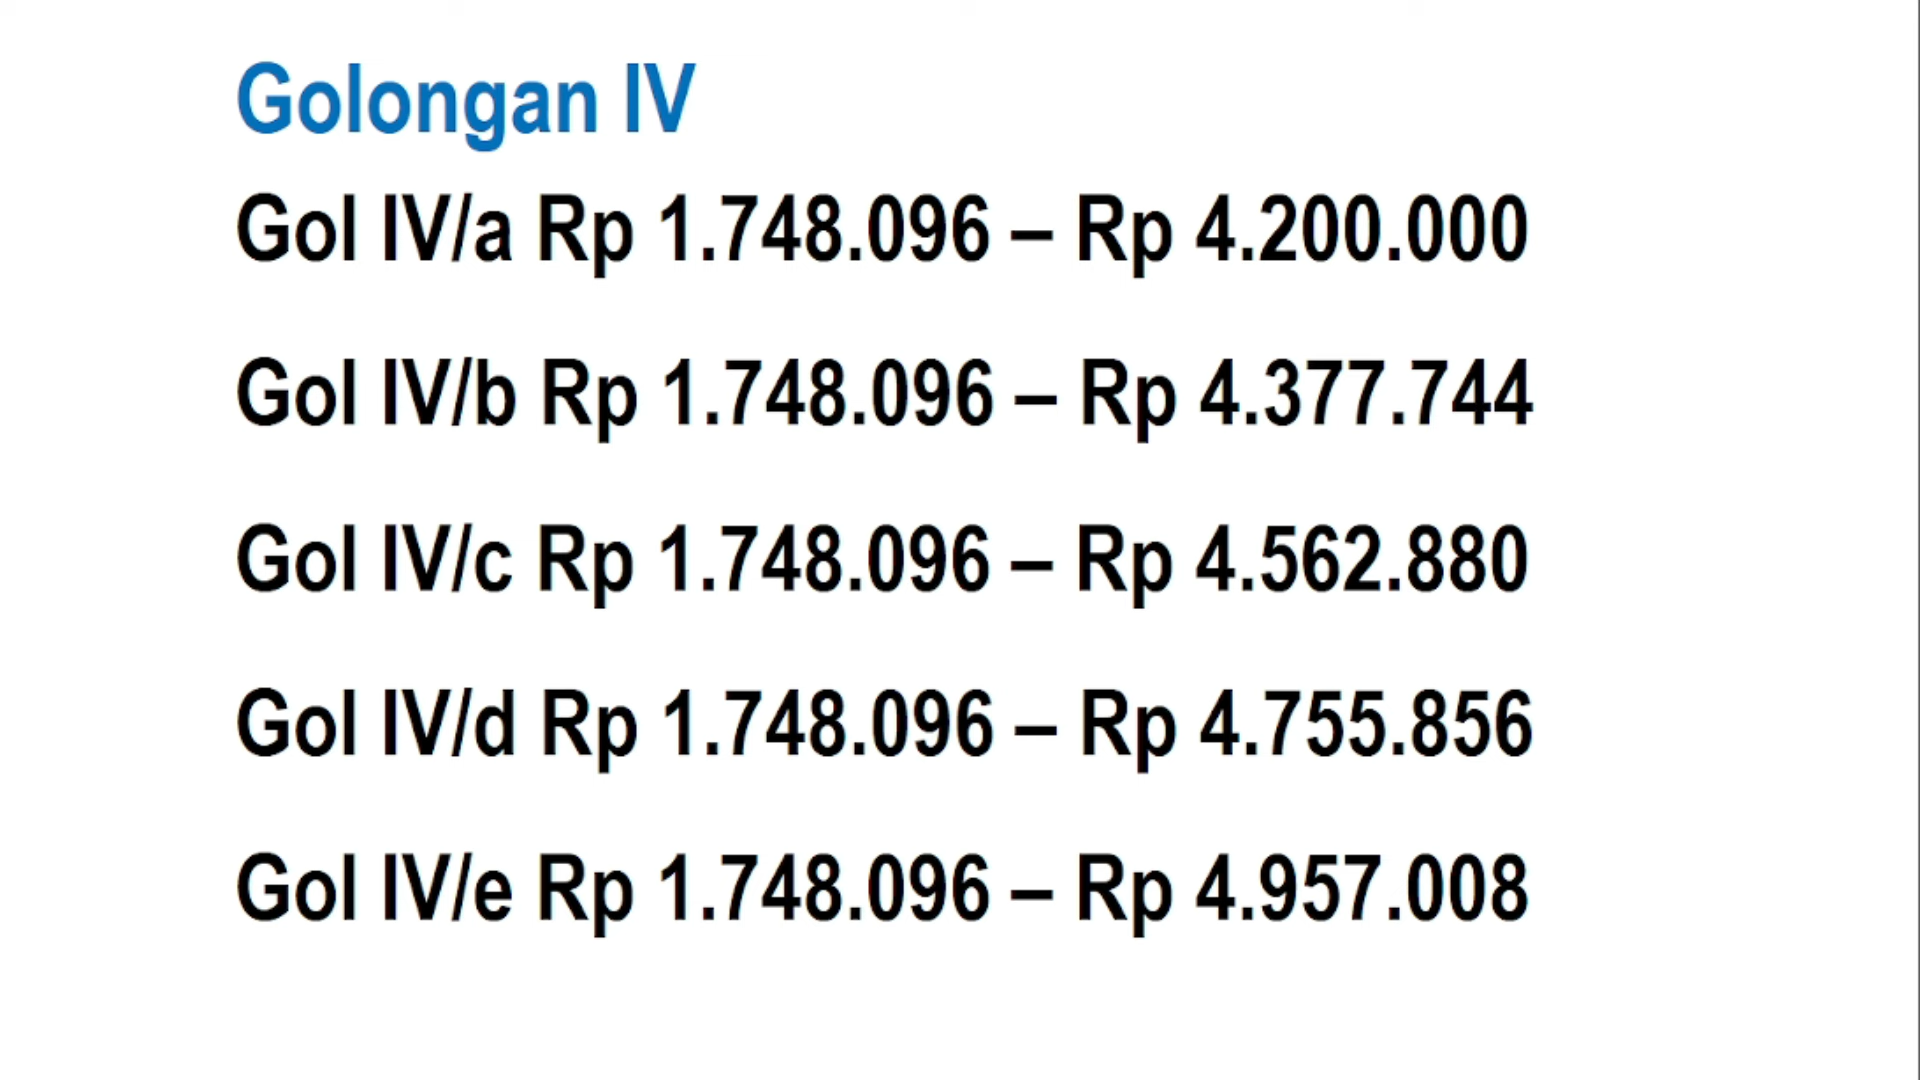 Golongan IV
Gol IV/a Rp 1.748.096 – Rp 4.200.000
Gol IV/b Rp 1.748.096 – Rp 4.377.744
Gol IV/c Rp 1.748.096 – Rp 4.562.880
Gol IV/d Rp 1.748.096 – Rp 4.755.856
Gol IV/e Rp 1.748.096 – Rp 4.957.008